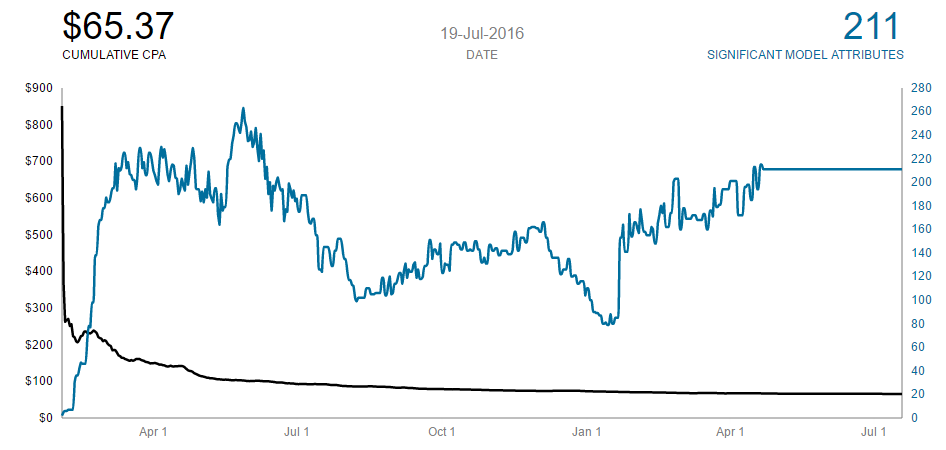 $65.37
CUMULATIVE CPA
19-Jul-2016
DATE
211
SIGNIFICANT MODEL ATTRIBUTES
$900
$800
$700
$600
$500
$400
$300
$200
$100
$0
280
260
240
220
200
180
160
140
120
100
80
60
40
20
0
Apr 1
Jul 1
Oct 1
Jan 1
Apr 1
Jul 1